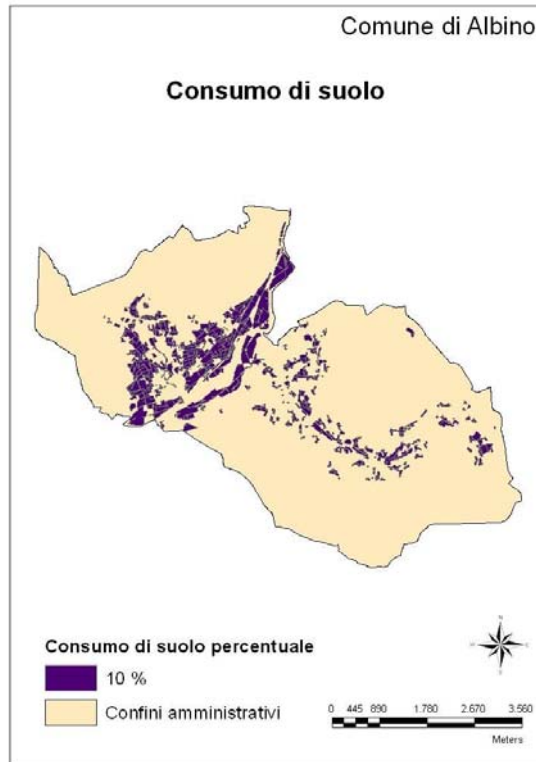 Comune di Albino
Consumo di suolo
Consumo di suolo percentuale
10 %
Confini amministrativi
0 445 890 1.780 2.670 3.560
Meters